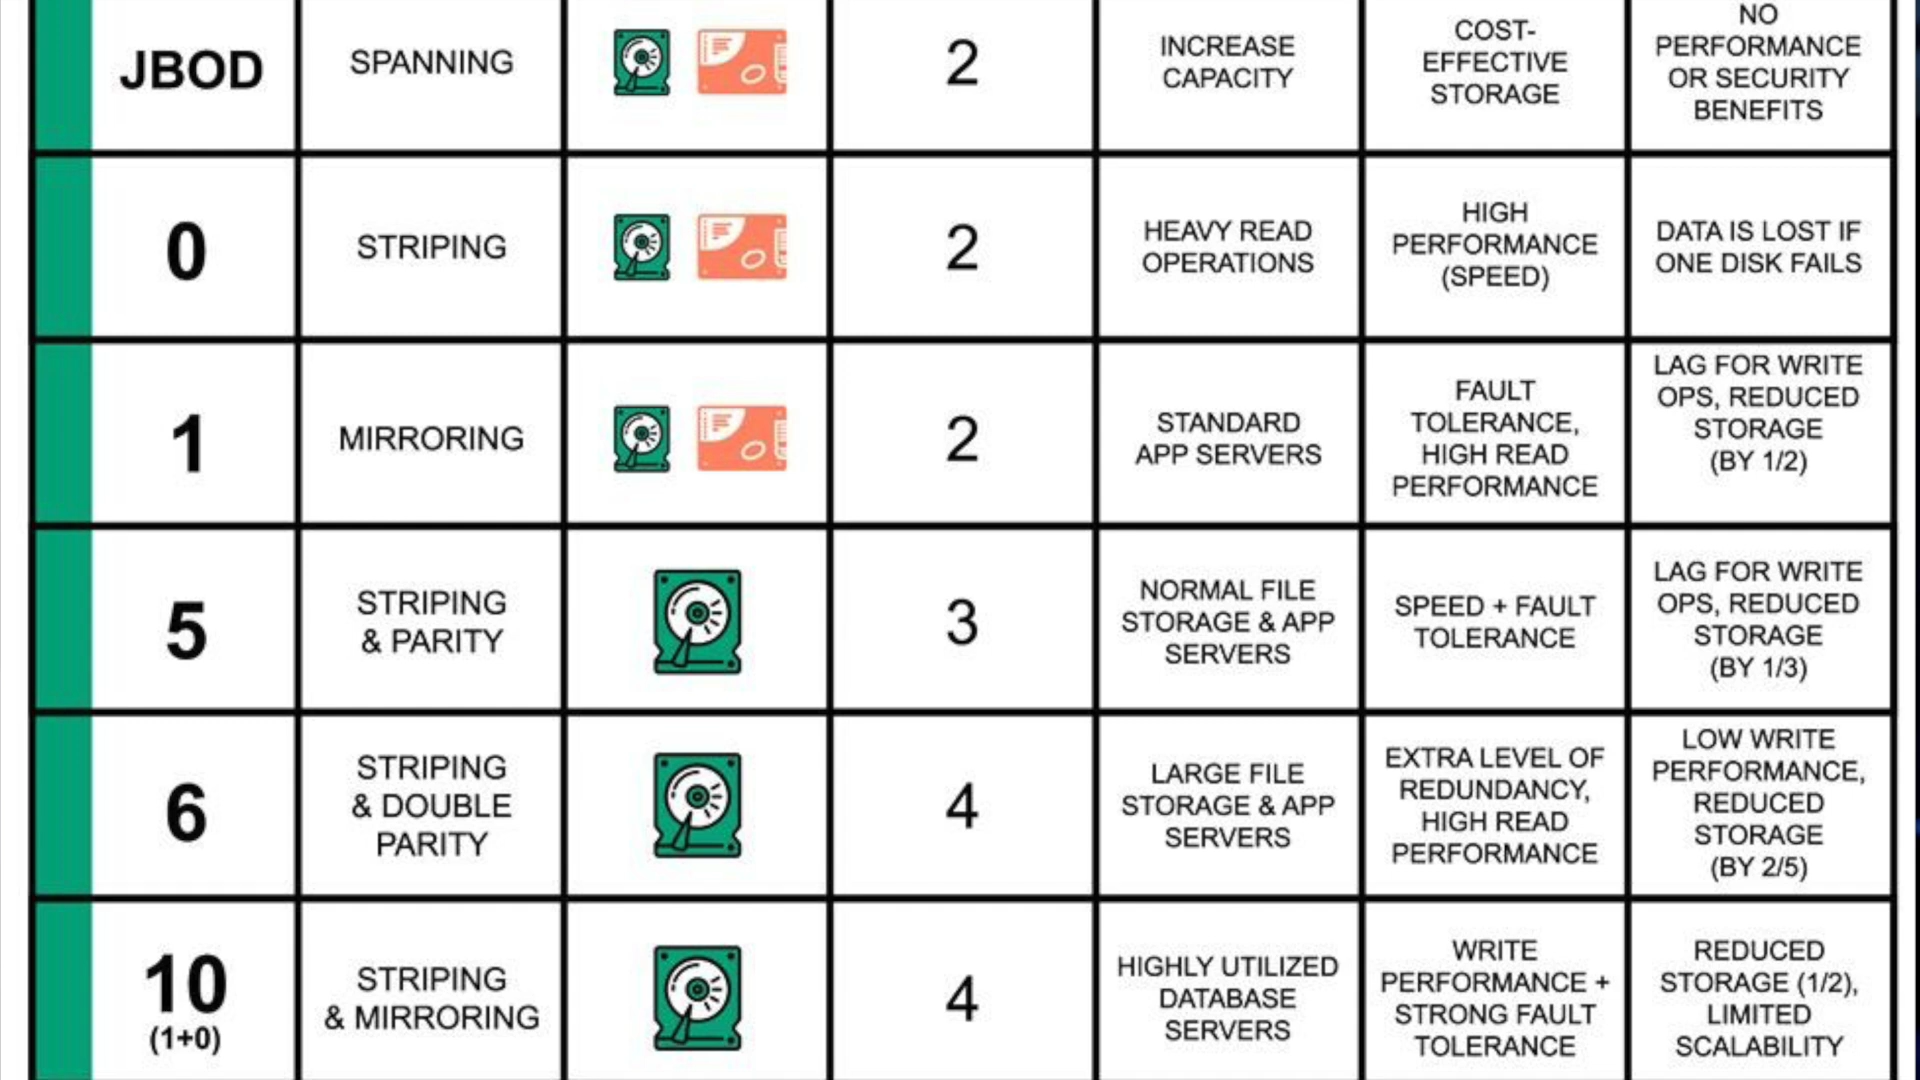 JBOD
SPANNING
2
INCREASE
CAPACITY
COST-
EFFECTIVE
STORAGE
NO
PERFORMANCE
OR SECURITY
BENEFITS
0
STRIPING
2
HEAVY READ
OPERATIONS
HIGH
PERFORMANCE
(SPEED)
DATA IS LOST IF
ONE DISK FAILS
1
MIRRORING
2
STANDARD
APP SERVERS
FAULT
TOLERANCE,
HIGH READ
PERFORMANCE
LAG FOR WRITE
OPS, REDUCED
STORAGE
(BY 1/2)
5
STRIPING
& PARITY
3
NORMAL FILE
STORAGE & APP
SERVERS
SPEED + FAULT
TOLERANCE
LAG FOR WRITE
OPS, REDUCED
STORAGE
(BY 1/3)
6
STRIPING
& DOUBLE
PARITY
4
LARGE FILE
STORAGE & APP
SERVERS
EXTRA LEVEL OF
REDUNDANCY,
HIGH READ
PERFORMANCE
LOW WRITE
PERFORMANCE,
REDUCED
STORAGE
(BY 2/5)
10
(1+0)
STRIPING
& MIRRORING
4
HIGHLY UTILIZED
DATABASE
SERVERS
WRITE
PERFORMANCE +
STRONG FAULT
TOLERANCE
REDUCED
STORAGE (1/2),
LIMITED
SCALABILITY